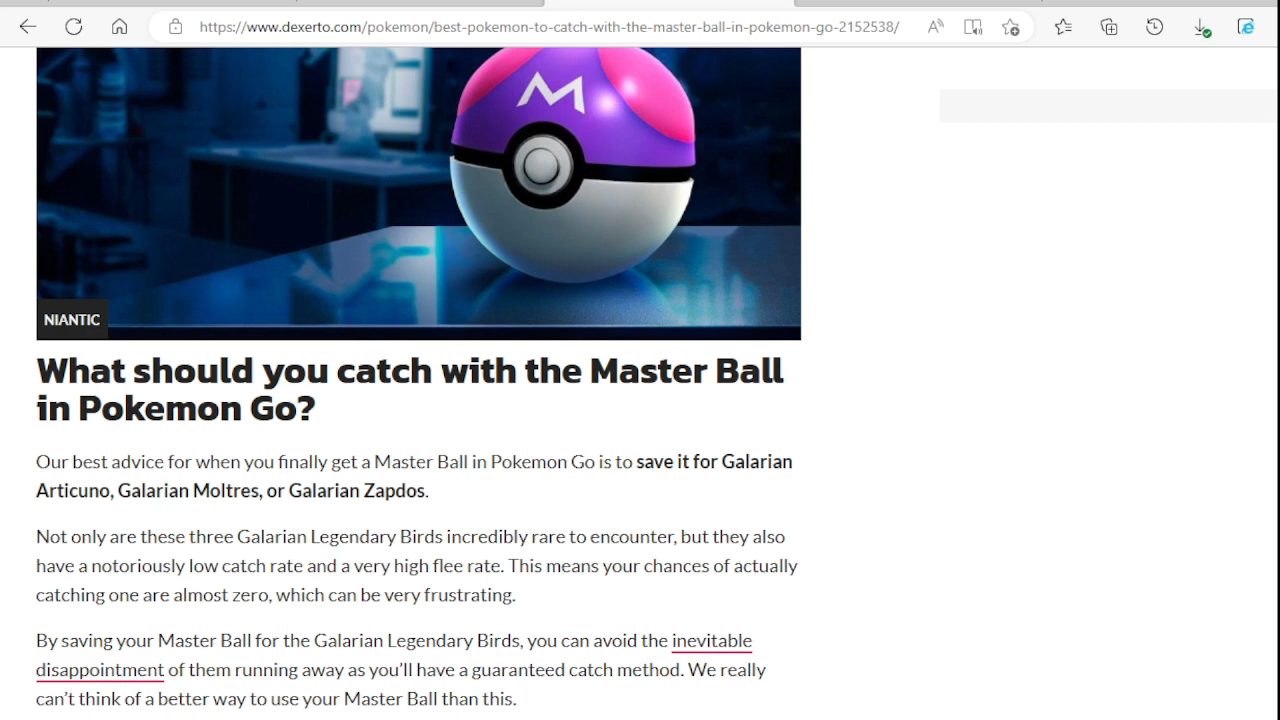 https://www.dexerto.com/pokemon/best-pokemon-to-catch-with-the-master-ball-in-pokemon-go-2152538/
M
NIANTIC
What should you catch with the Master Ball
in Pokemon Go?
Our best advice for when you finally get a Master Ball in Pokemon Go is to save it for Galarian
Articuno, Galarian Moltres, or Galarian Zapdos.
Not only are these three Galarian Legendary Birds incredibly rare to encounter, but they also
have a notoriously low catch rate and a very high flee rate. This means your chances of actually
catching one are almost zero, which can be very frustrating.
By saving your Master Ball for the Galarian Legendary Birds, you can avoid the inevitable
disappointment of them running away as you’ll have a guaranteed catch method. We really
can’t think of a better way to use your Master Ball than this.